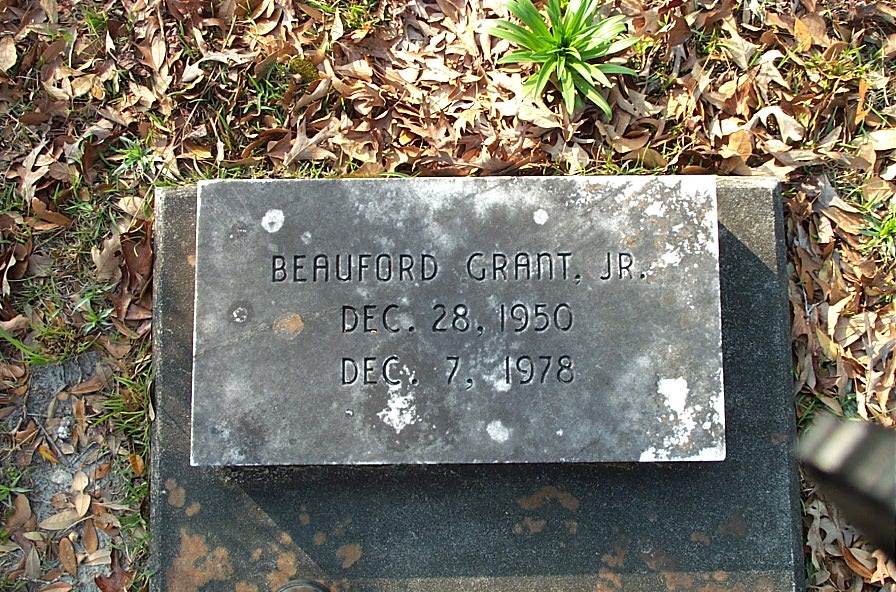 BEAUFORD GRANT, JR.
DEC. 28, 1950
DEC. 7, 1978